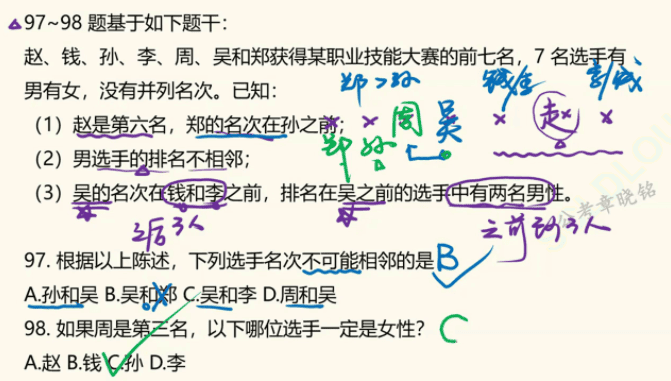 97~98 题基于如下题干：
赵、钱、孙、李、周、吴和郑获得某职业技能大赛的前七名，7 名选手有
男有女，没有并列名次。已知：
郑>孙
（1）赵是第六名，郑的名次在孙之前；
× × 周 吴 × 赵 ×
郑 孙
（2）男选手的排名不相邻；
（3）吴的名次在钱和李之前，排名在吴之前的选手中有两名男性。
之后3人
97. 根据以上陈述，下列选手名次不可能相邻的是 B
A.孙和吴 B.吴和郑 C.吴和李 D.周和吴
98. 如果周是第三名，以下哪位选手一定是女性？ C
A.赵 B.钱 C.孙 D.李
公考章晓铭